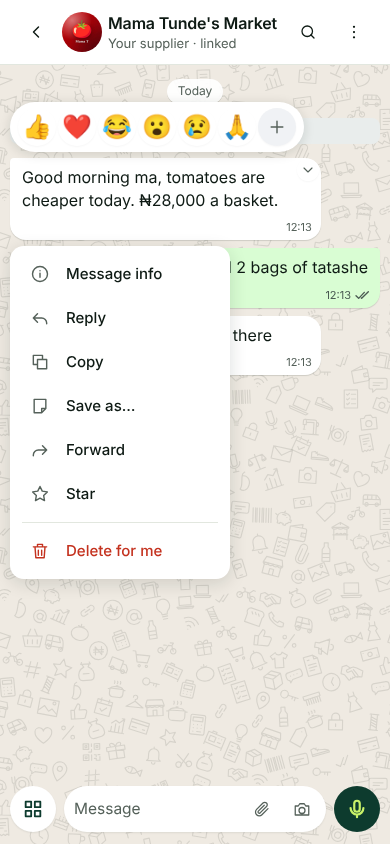 Mama Tunde's Market
Your supplier · linked
Today
Good morning ma, tomatoes are
cheaper today. ₦28,000 a basket.
12:13
2 bags of tatashe
12:13
there
12:13
Message info
Reply
Copy
Save as...
Forward
Star
Delete for me
Message